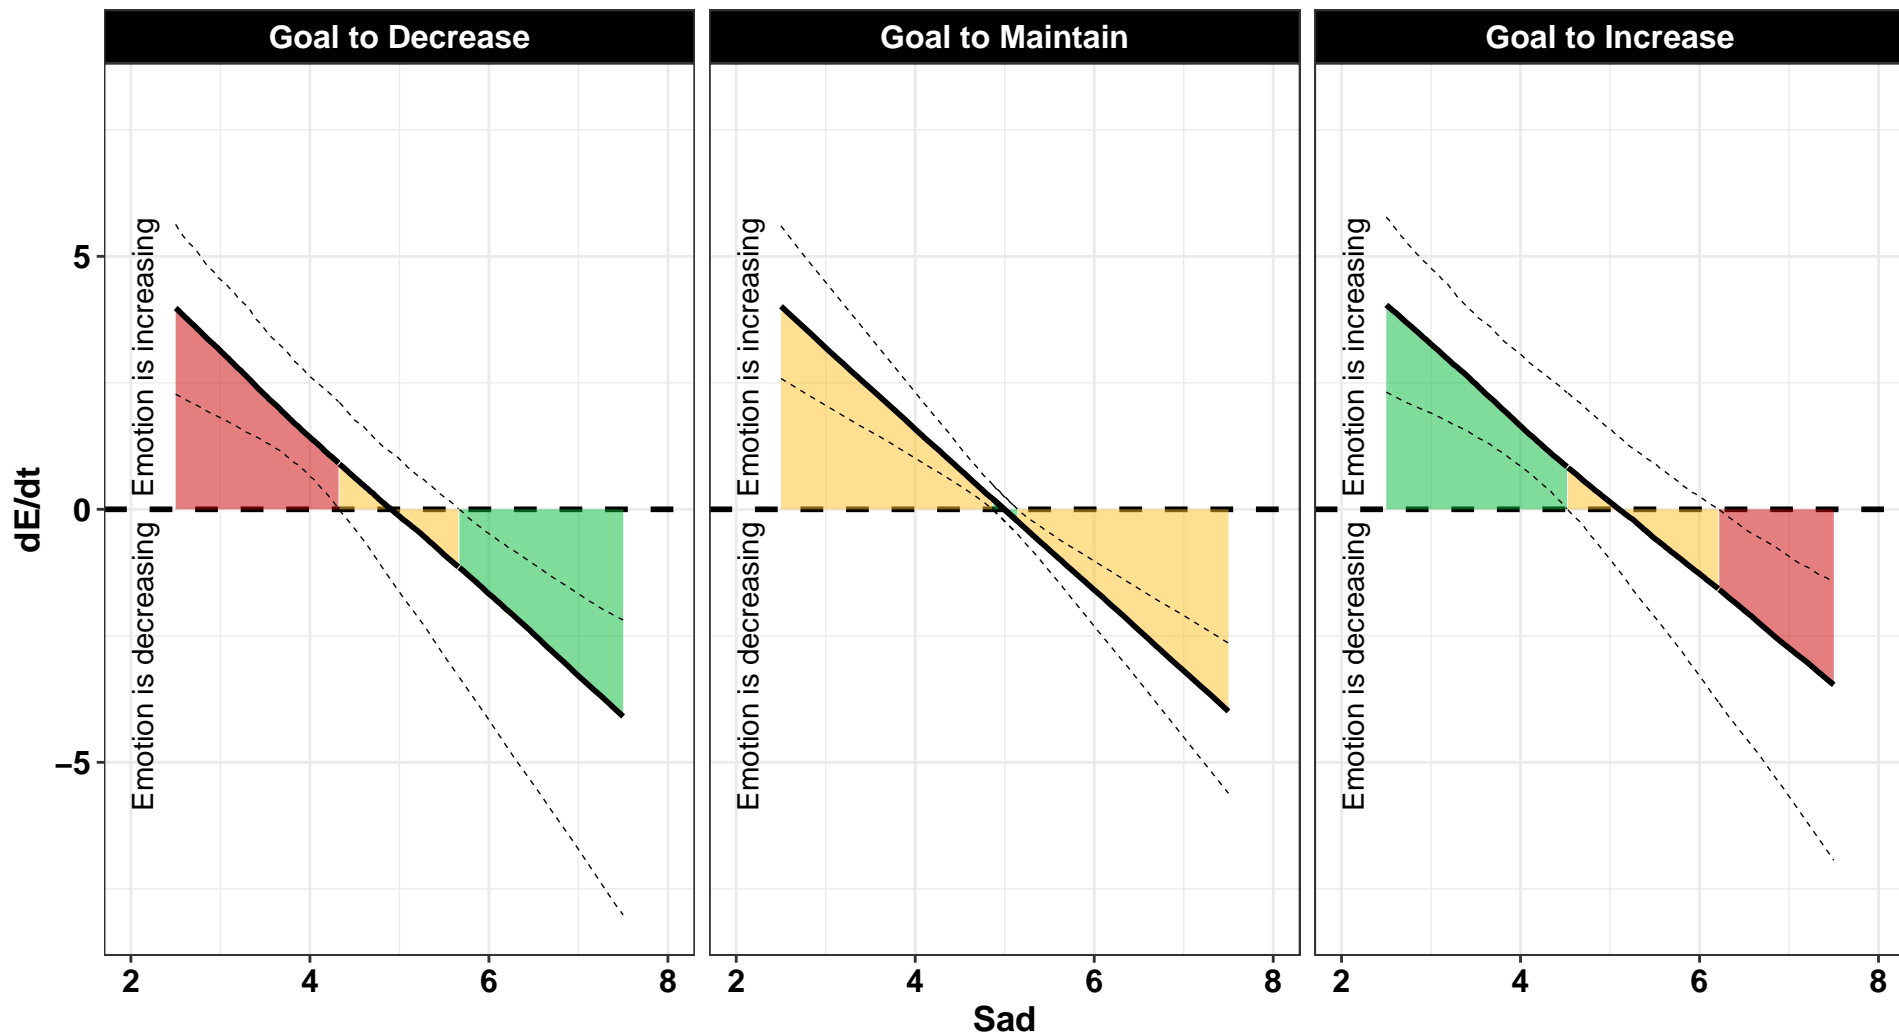 Goal to Decrease
Goal to Maintain
Goal to Increase
dE/dt
5
0
−5
Emotion is increasing
Emotion is decreasing
Emotion is increasing
Emotion is decreasing
Emotion is increasing
Emotion is decreasing
2 4 6 8
2 4 6 8
2 4 6 8
Sad